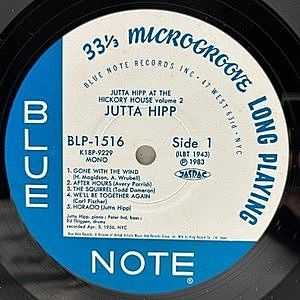 33⅓ MICROGROOVE LONG PLAYING
BLUE NOTE RECORDS INC · 47 WEST 63rd · NYC
JUTTA HIPP AT THE
HICKORY HOUSE volume 2
JUTTA HIPP
BLP-1516
K18P-9229
MONO
Side 1
(LBT 1943)
Ⓟ 1983
JASRAC
1. GONE WITH THE WIND
(H. Magidson, A. Wrubell)
2. AFTER HOURS (Avery Parrish)
3. THE SQUIRREL (Todd Dameron)
4. WE'LL BE TOGETHER AGAIN
(Carl Fischer)
5. HORACIO (Jutta Hipp)
Jutta Hipp, piano; Peter Ind, bass;
Ed Thigpen, drums
recorded Apr. 5, 1956, NYC
BLUE
NOTE®